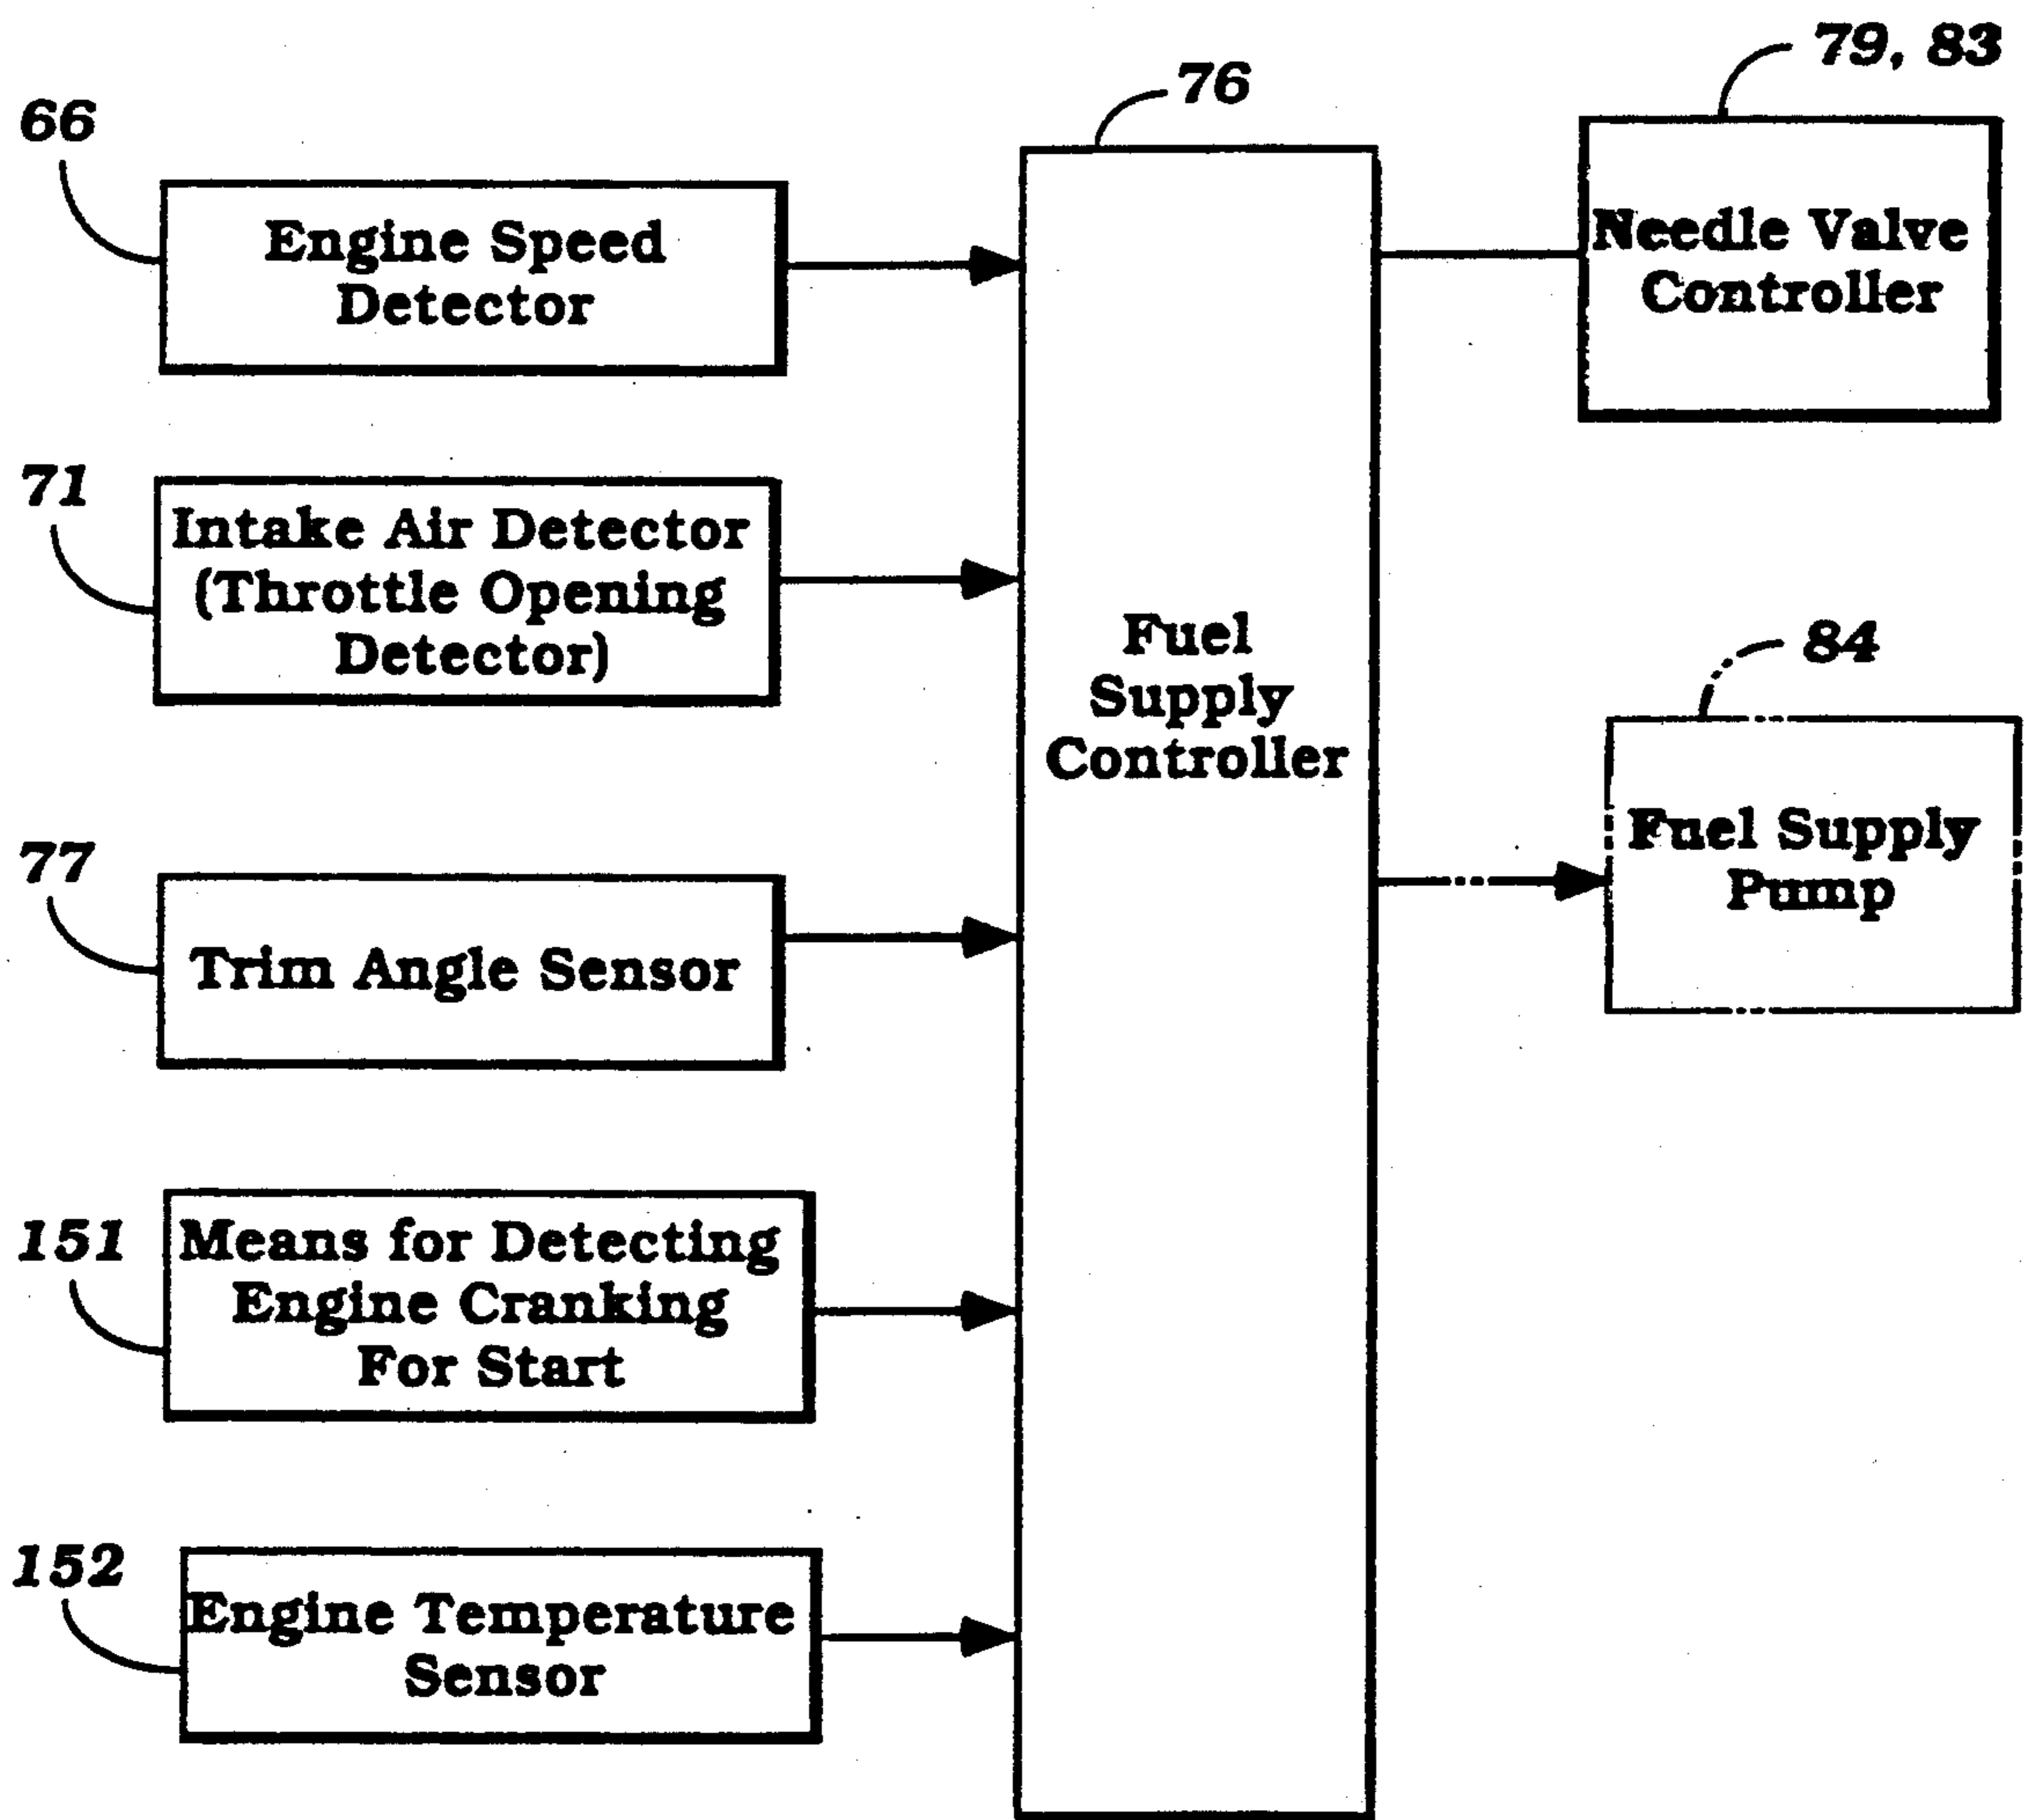 66
Engine Speed
Detector
71
Intake Air Detector
(Throttle Opening
Detector)
77
Trim Angle Sensor
151
Means for Detecting
Engine Cranking
For Start
152
Engine Temperature
Sensor
76
Fuel
Supply
Controller
79, 83
Needle Valve
Controller
84
Fuel Supply
Pump